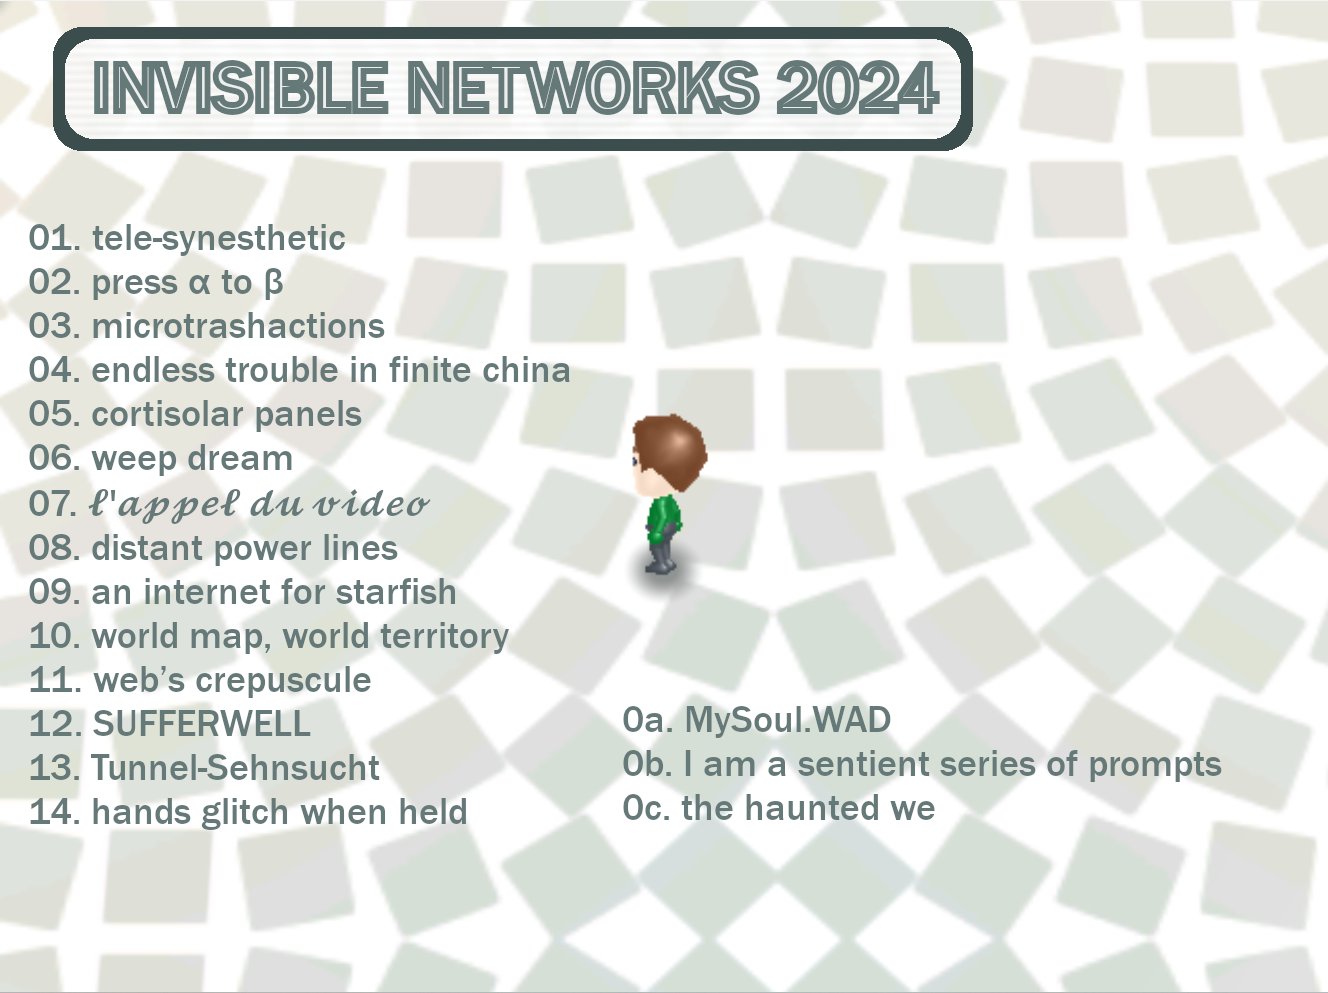 INVISIBLE NETWORKS 2024
01. tele-synesthetic
02. press α to β
03. microtrashactions
04. endless trouble in finite china
05. cortisolar panels
06. weep dream
07. ℓ'appel du video
08. distant power lines
09. an internet for starfish
10. world map, world territory
11. web’s crepuscule
12. SUFFERWELL
13. Tunnel-Sehnsucht
14. hands glitch when held
0a. MySoul.WAD
0b. I am a sentient series of prompts
0c. the haunted we